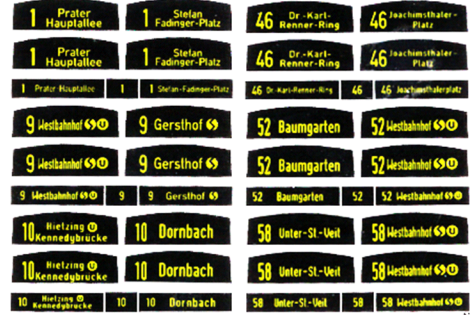 1 Prater Hauptallee
1 Stefan Fadinger-Platz
46 Dr.-Karl-Renner-Ring
46 Joachimsthaler-Platz
1 Prater Hauptallee
1 Stefan Fadinger-Platz
46 Dr.-Karl-Renner-Ring
46 Joachimsthaler-Platz
1 Prater-Hauptallee 1 1 Stefan-Fadinger-Platz
46 Dr-Karl-Renner-Ring 46 46 Joachimsthalerplatz
9 Westbahnhof S U
9 Gersthof S
52 Baumgarten
52 Westbahnhof S U
9 Westbahnhof S U
9 Gersthof S
52 Baumgarten
52 Westbahnhof S U
9 Westbahnhof S U 9 9 Gersthof S
52 Baumgarten 52 52 Westbahnhof S U
10 Hietzing U Kennedybrücke
10 Dornbach
58 Unter-St.-Veit
58 Westbahnhof S U
10 Hietzing U Kennedybrücke
10 Dornbach
58 Unter-St.-Veit
58 Westbahnhof S U
10 Hietzing U Kennedybrücke 10 10 Dornbach
58 Unter-St.-Veit 58 58 Westbahnhof S U